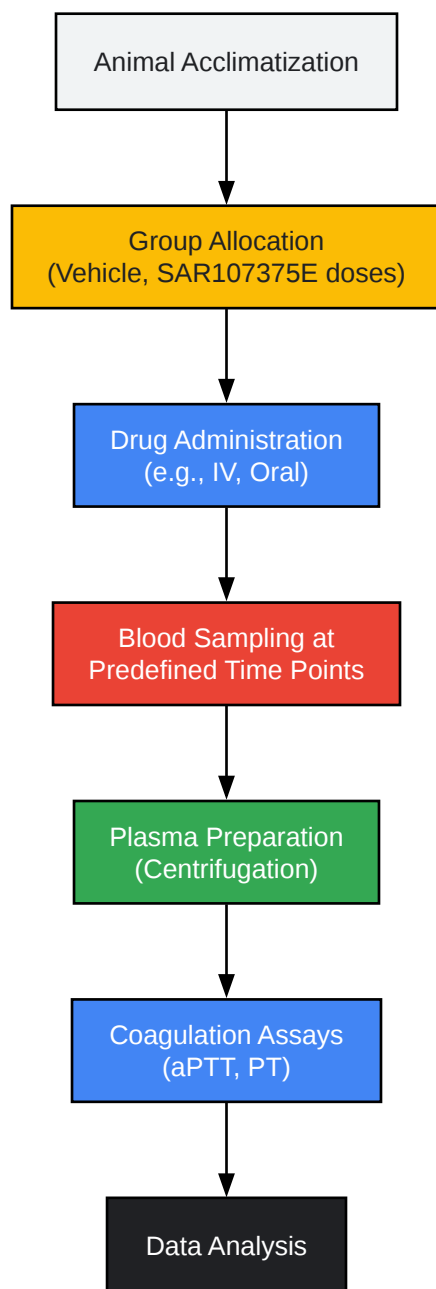 Animal Acclimatization
Group Allocation
(Vehicle, SAR107375E doses)
Drug Administration
(e.g., IV, Oral)
Blood Sampling at
Predefined Time Points
Plasma Preparation
(Centrifugation)
Coagulation Assays
(aPTT, PT)
Data Analysis